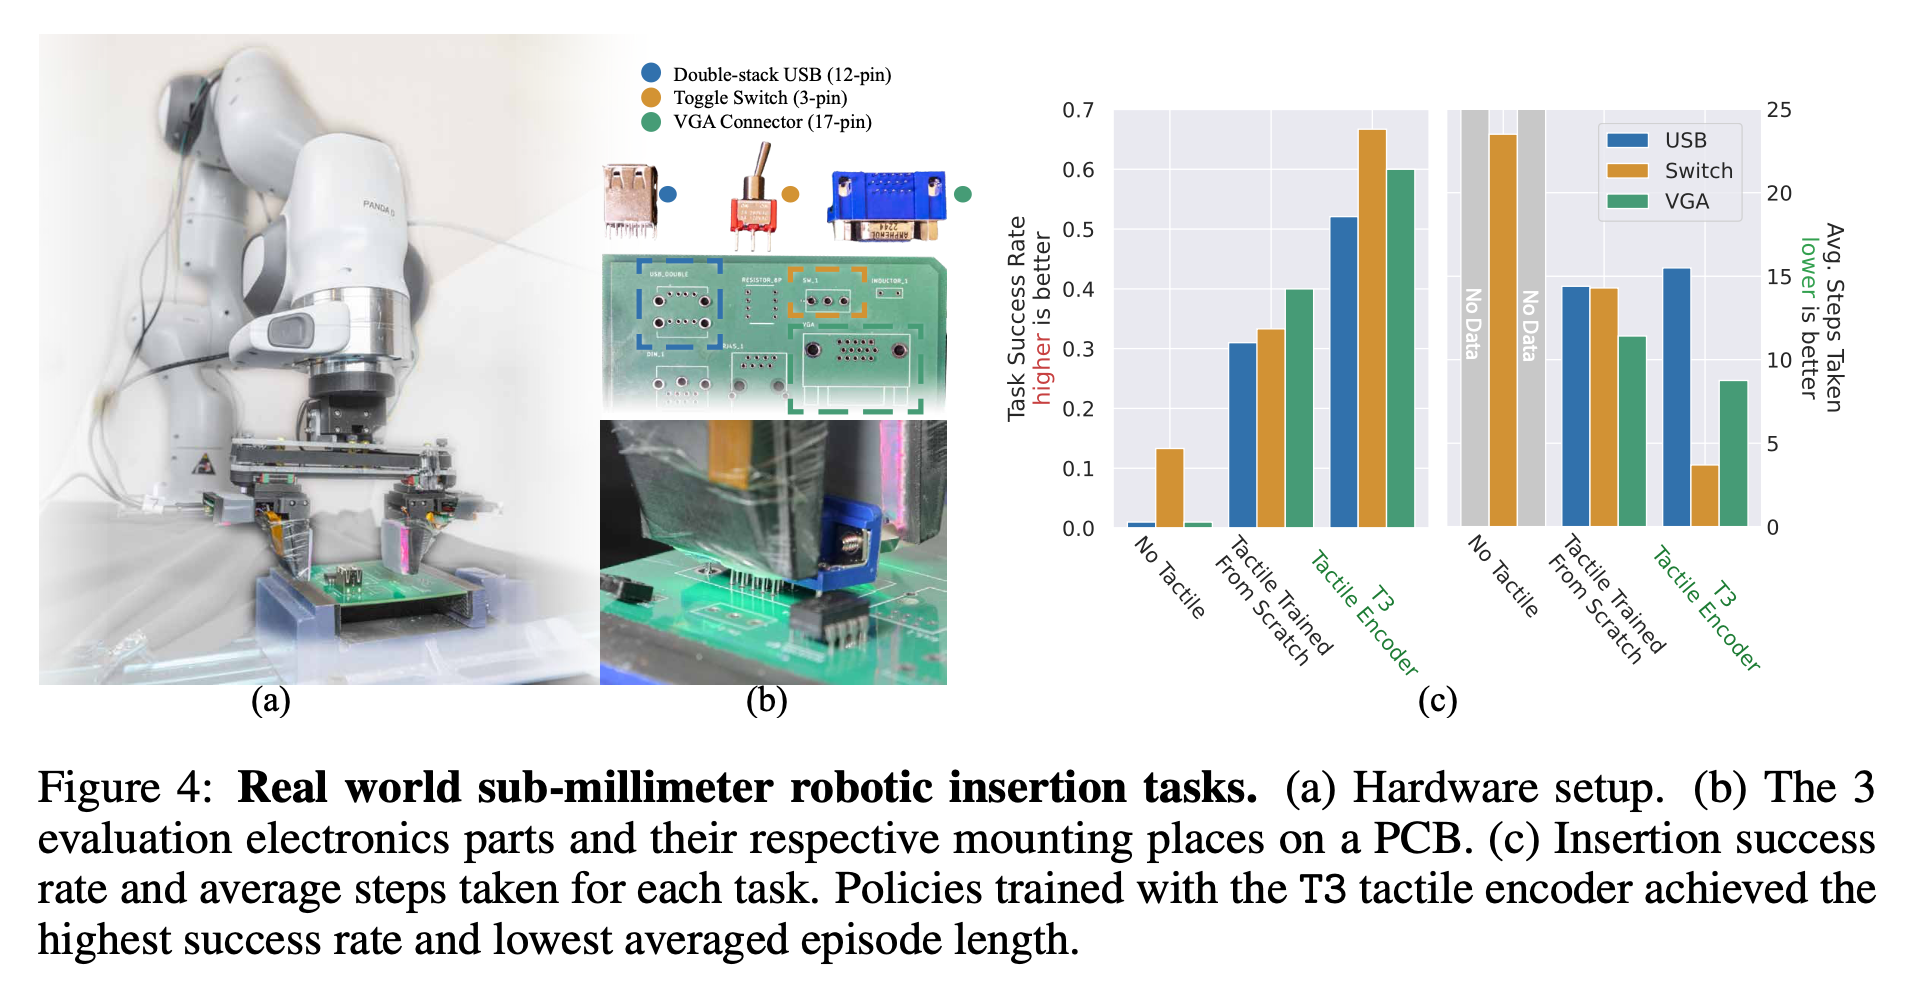 PANDA
Double-stack USB (12-pin)
Toggle Switch (3-pin)
VGA Connector (17-pin)
2244
AMPHENOL
USB_DOUBLE
RESISTOR_8P
SW_1
INDUCTOR_1
VGA
DIN_1
RJ45_1
(a)
(b)
Task Success Rate
higher is better
0.7
0.6
0.5
0.4
0.3
0.2
0.1
0.0
No Tactile
Tactile Trained
From Scratch
T3
Tactile Encoder
No Data
No Data
USB
Switch
VGA
25
20
15
10
5
0
Avg. Steps Taken
lower is better
No Tactile
Tactile Trained
From Scratch
T3
Tactile Encoder
(c)
Figure 4: Real world sub-millimeter robotic insertion tasks. (a) Hardware setup. (b) The 3
evaluation electronics parts and their respective mounting places on a PCB. (c) Insertion success
rate and average steps taken for each task. Policies trained with the T3 tactile encoder achieved the
highest success rate and lowest averaged episode length.